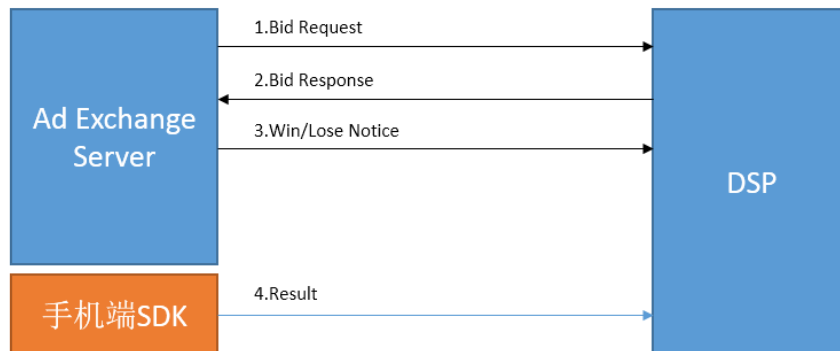 1.Bid Request
2.Bid Response
Ad Exchange
Server
3.Win/Lose Notice
DSP
4.Result
手机端SDK